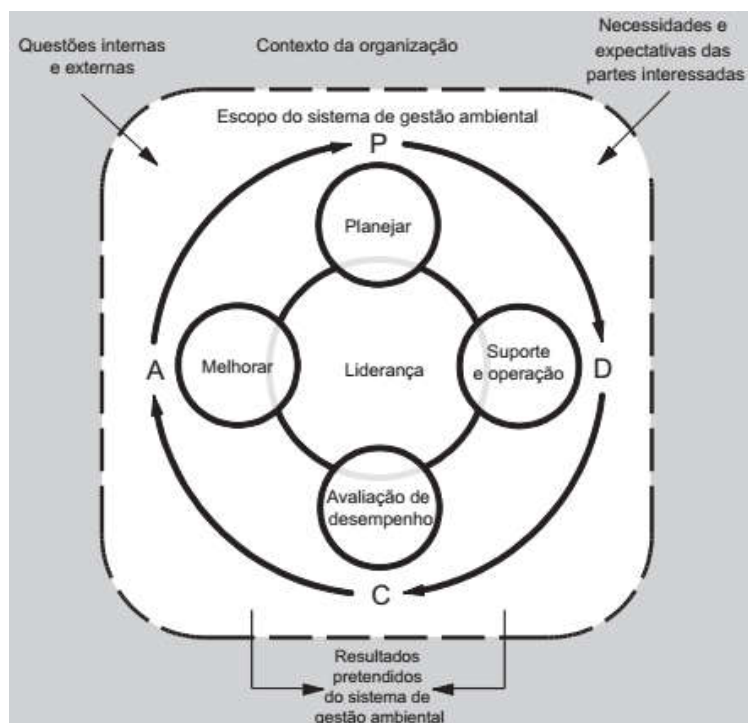 Questões internas
e externas
Contexto da organização
Necessidades e
expectativas das
partes interessadas
Escopo do sistema de gestão ambiental
P
Planejar
A
Melhorar
Liderança
Suporte
e operação
D
Avaliação de
desempenho
C
Resultados
pretendidos
do sistema de
gestão ambiental